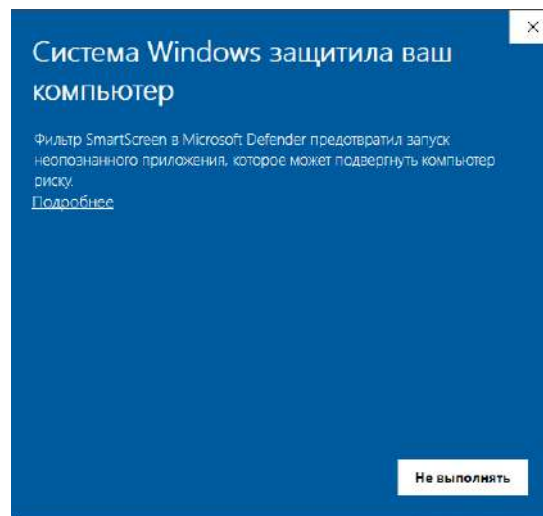 Система Windows защитила ваш
компьютер
Фильтр SmartScreen в Microsoft Defender предотвратил запуск
неопознанного приложения, которое может подвергнуть компьютер
риску.
Подробнее
Не выполнять